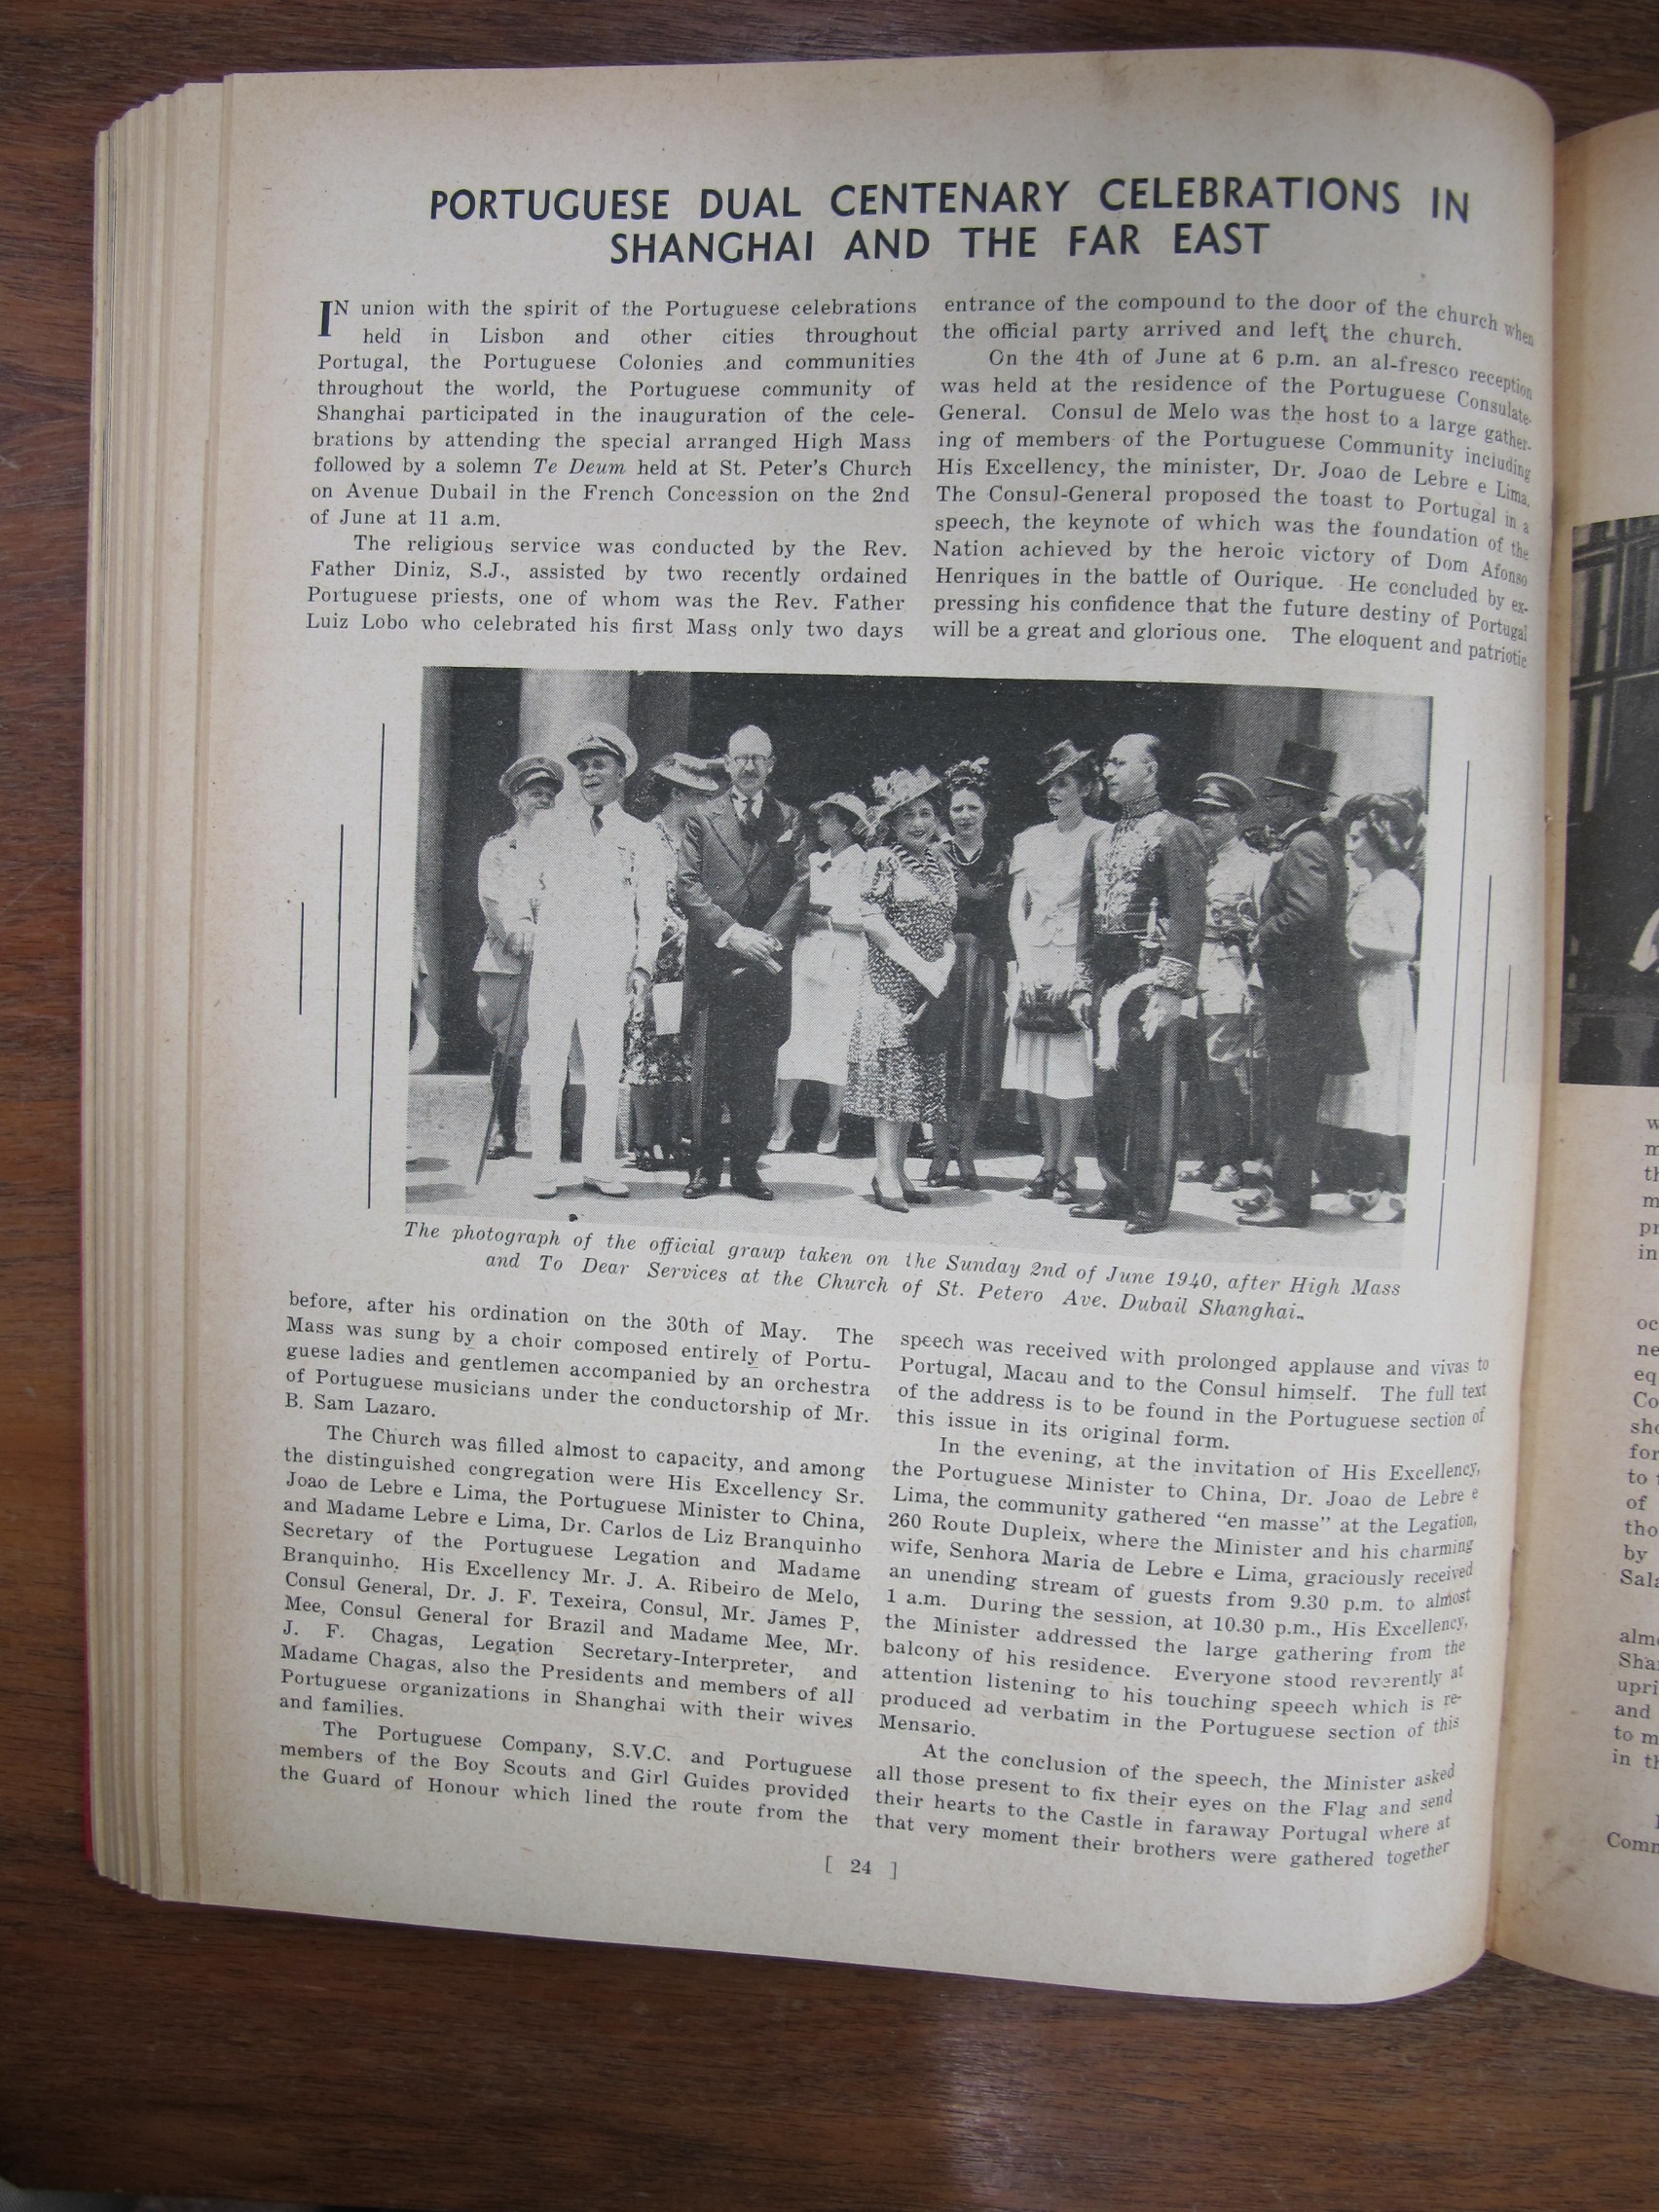 PORTUGUESE DUAL CENTENARY CELEBRATIONS IN
SHANGHAI AND THE FAR EAST
IN union with the spirit of the Portuguese celebrations
held in Lisbon and other cities throughout
Portugal, the Portuguese Colonies and communities
throughout the world, the Portuguese community of
Shanghai participated in the inauguration of the cele-
brations by attending the special arranged High Mass
followed by a solemn Te Deum held at St. Peter's Church
on Avenue Dubail in the French Concession on the 2nd
of June at 11 a.m.
The religious service was conducted by the Rev.
Father Diniz, S.J., assisted by two recently ordained
Portuguese priests, one of whom was the Rev. Father
Luiz Lobo who celebrated his first Mass only two days
entrance of the compound to the door of the church when
the official party arrived and left the church.
On the 4th of June at 6 p.m. an al-fresco reception
was held at the residence of the Portuguese Consulate-
General. Consul de Melo was the host to a large gather-
ing of members of the Portuguese Community including
His Excellency, the minister, Dr. Joao de Lebre e Lima.
The Consul-General proposed the toast to Portugal in a
speech, the keynote of which was the foundation of the
Nation achieved by the heroic victory of Dom Afonso
Henriques in the battle of Ourique. He concluded by ex-
pressing his confidence that the future destiny of Portugal
will be a great and glorious one. The eloquent and patriotic
The photograph of the official graup taken on the Sunday 2nd of June 1940, after High Mass
and To Dear Services at the Church of St. Petero Ave. Dubail Shanghai..
before, after his ordination on the 30th of May. The
Mass was sung by a choir composed entirely of Portu-
guese ladies and gentlemen accompanied by an orchestra
of Portuguese musicians under the conductorship of Mr.
B. Sam Lazaro.
The Church was filled almost to capacity, and among
the distinguished congregation were His Excellency Sr.
Joao de Lebre e Lima, the Portuguese Minister to China,
and Madame Lebre e Lima, Dr. Carlos de Liz Branquinho
Secretary of the Portuguese Legation and Madame
Branquinho. His Excellency Mr. J. A. Ribeiro de Melo,
Consul General, Dr. J. F. Texeira, Consul, Mr. James P.
Mee, Consul General for Brazil and Madame Mee, Mr.
J. F. Chagas, Legation Secretary-Interpreter, and
Madame Chagas, also the Presidents and members of all
Portuguese organizations in Shanghai with their wives
and families.
The Portuguese Company, S.V.C. and Portuguese
members of the Boy Scouts and Girl Guides provided
the Guard of Honour which lined the route from the
speech was received with prolonged applause and vivas to
Portugal, Macau and to the Consul himself. The full text
of the address is to be found in the Portuguese section of
this issue in its original form.
In the evening, at the invitation of His Excellency,
the Portuguese Minister to China, Dr. Joao de Lebre e
Lima, the community gathered "en masse" at the Legation,
260 Route Dupleix, where the Minister and his charming
wife, Senhora Maria de Lebre e Lima, graciously received
an unending stream of guests from 9.30 p.m. to almost
1 a.m. During the session, at 10.30 p.m., His Excellency,
the Minister addressed the large gathering from the
balcony of his residence. Everyone stood reverently at
attention listening to his touching speech which is re-
produced ad verbatim in the Portuguese section of this
Mensario.
At the conclusion of the speech, the Minister asked
all those present to fix their eyes on the Flag and send
their hearts to the Castle in faraway Portugal where at
that very moment their brothers were gathered together
[ 24 ]